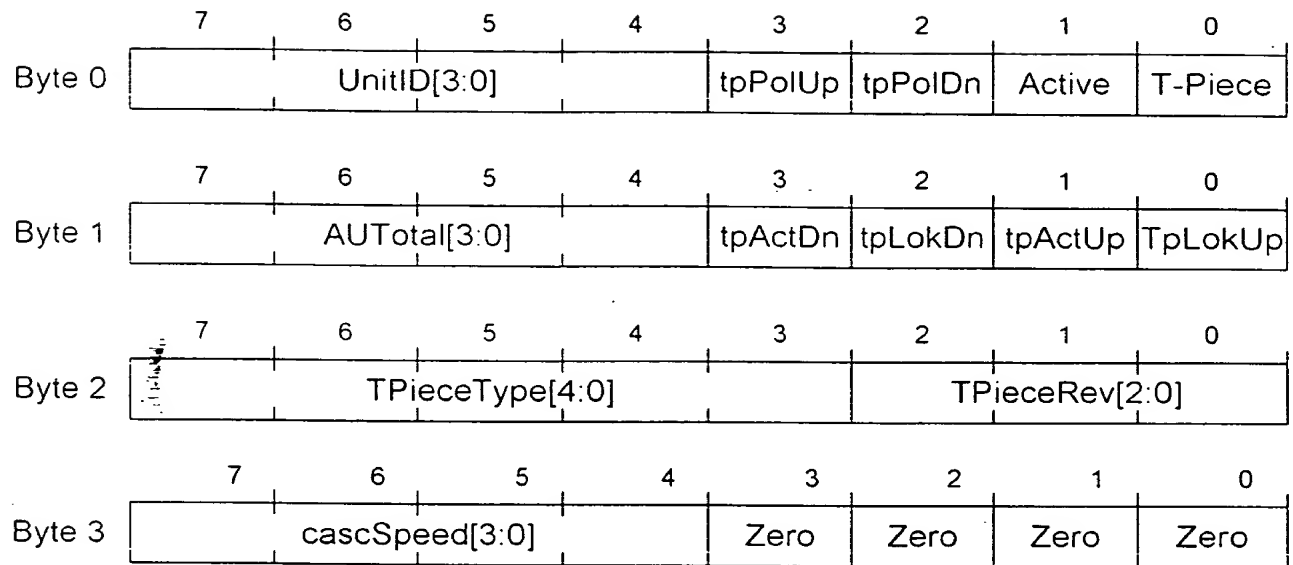 7 6 5 4 3 2 1 0
Byte 0 UnitID[3:0] tpPolUp tpPolDn Active T-Piece
7 6 5 4 3 2 1 0
Byte 1 AUTotal[3:0] tpActDn tpLokDn tpActUp TpLokUp
7 6 5 4 3 2 1 0
Byte 2 TPieceType[4:0] TPieceRev[2:0]
7 6 5 4 3 2 1 0
Byte 3 cascSpeed[3:0] Zero Zero Zero Zero